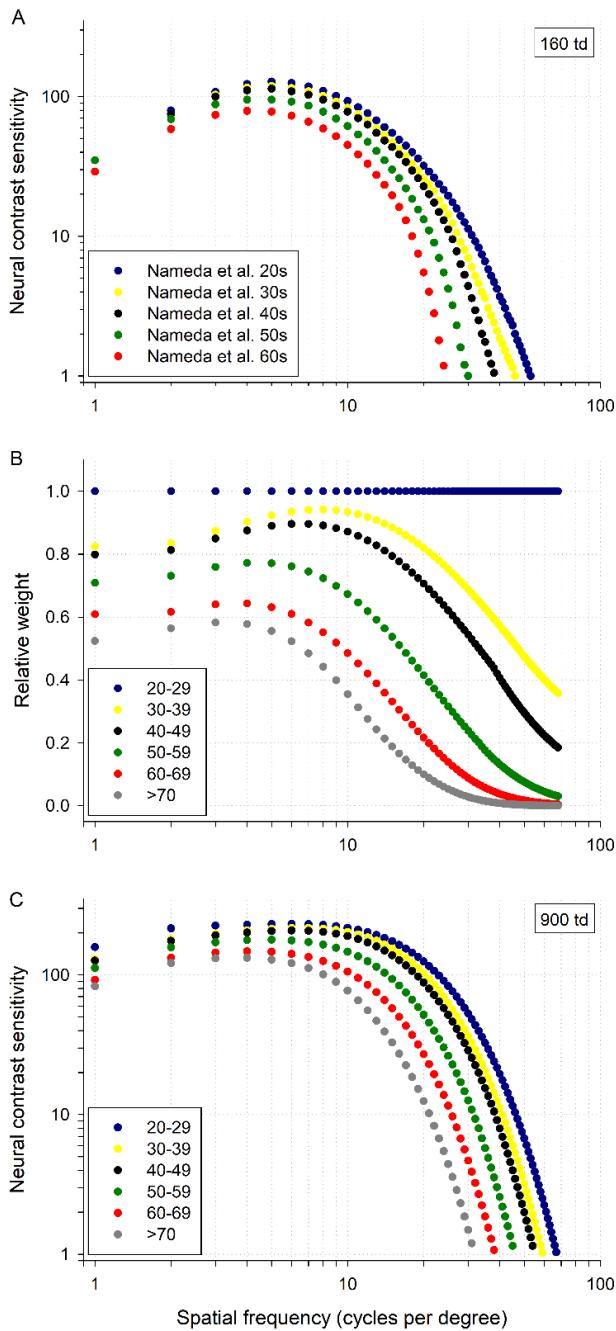 A
160 td
Neural contrast sensitivity
100
10
1
Nameda et al. 20s
Nameda et al. 30s
Nameda et al. 40s
Nameda et al. 50s
Nameda et al. 60s
1
10
100
B
Relative weight
1.0
0.8
0.6
0.4
0.2
0.0
20-29
30-39
40-49
50-59
60-69
>70
1
10
100
C
900 td
Neural contrast sensitivity
100
10
1
20-29
30-39
40-49
50-59
60-69
>70
1
10
100
Spatial frequency (cycles per degree)